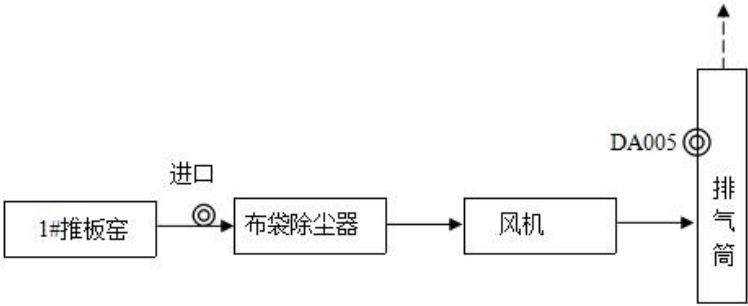 进口
DA005
1#推板窑
布袋除尘器
风机
排气筒